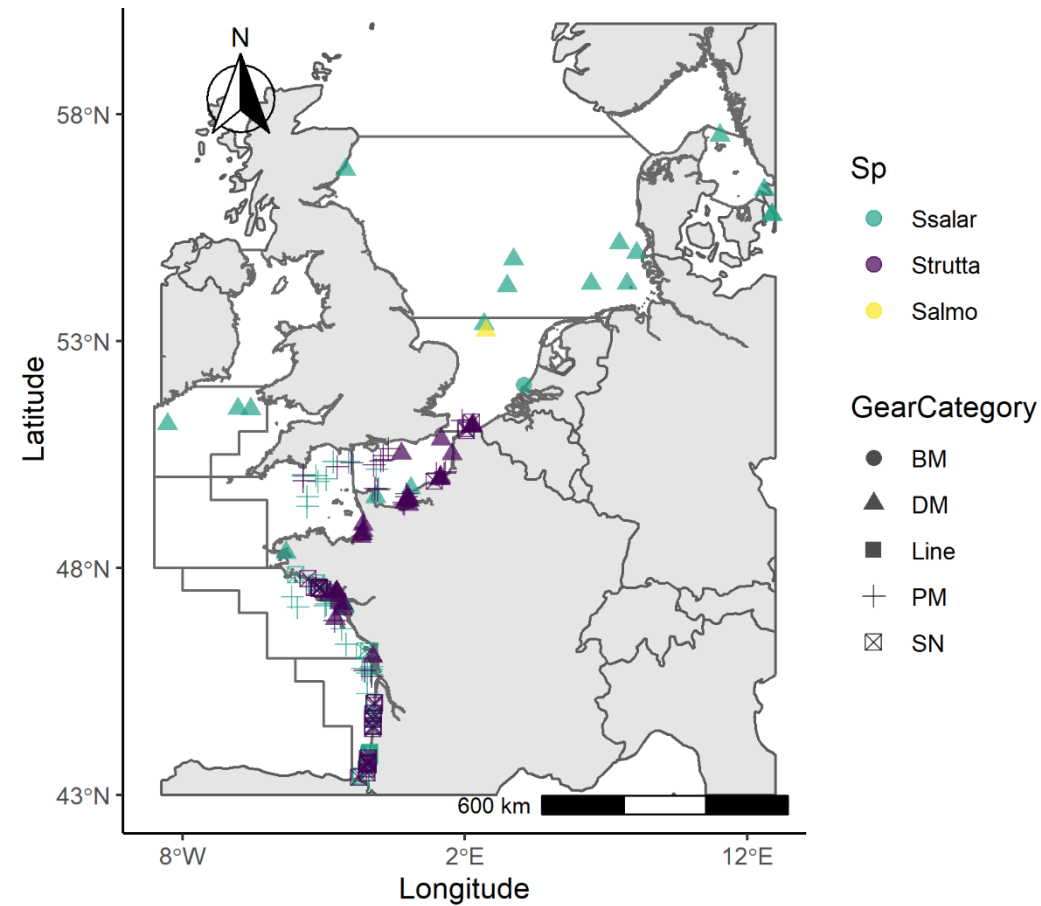 N
58°N
53°N
48°N
43°N
Latitude
600 km
8°W
2°E
12°E
Longitude
Sp
Ssalar
Strutta
Salmo
GearCategory
BM
DM
Line
PM
SN